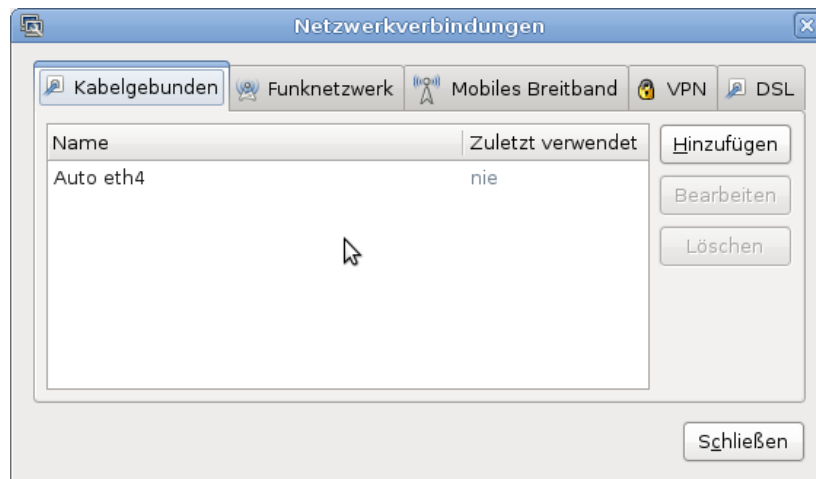 Netzwerkverbindungen
Kabelgebunden Funknetzwerk Mobiles Breitband VPN DSL
Name Zuletzt verwendet
Auto eth4 nie
Hinzufügen
Bearbeiten
Löschen
Schließen